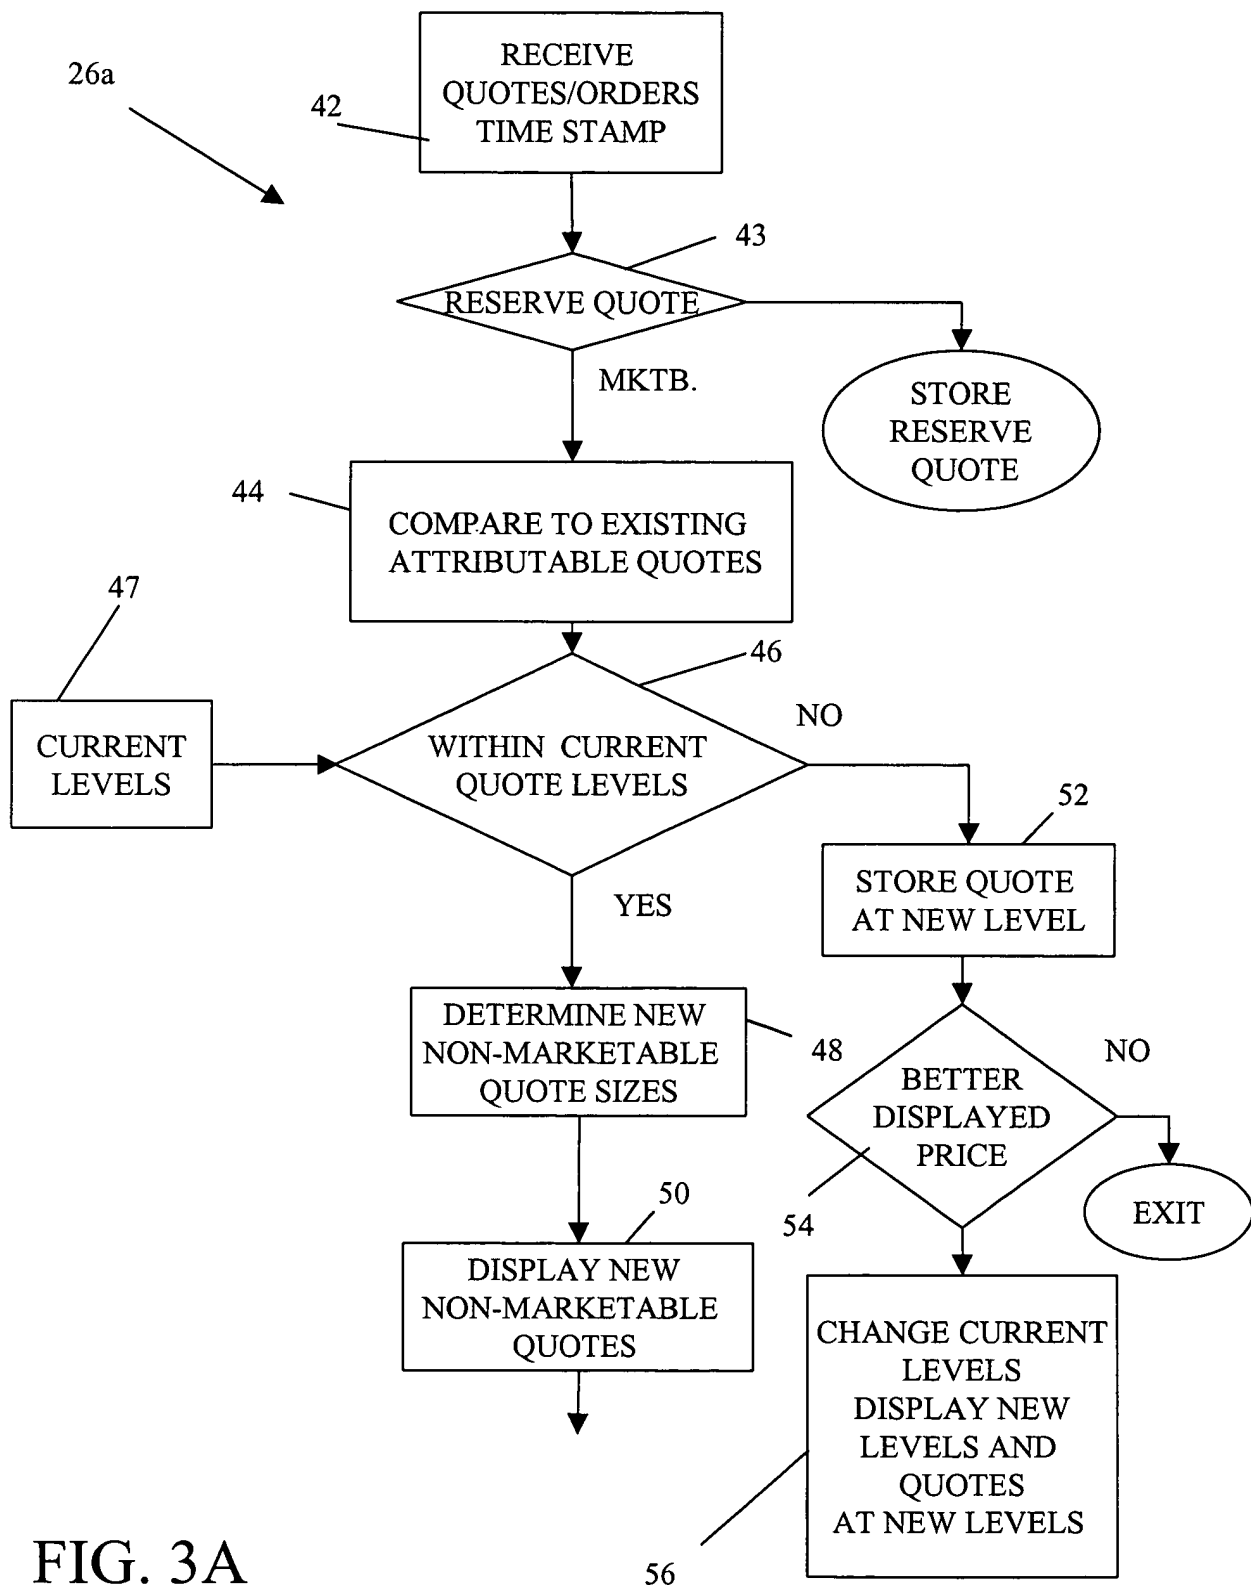 RECEIVE
QUOTES/ORDERS
TIME STAMP
26a
42
43
RESERVE QUOTE
MKTB.
STORE
RESERVE
QUOTE
44
COMPARE TO EXISTING
ATTRIBUTABLE QUOTES
47
46
CURRENT
LEVELS
WITHIN CURRENT
QUOTE LEVELS
NO
YES
52
STORE QUOTE
AT NEW LEVEL
DETERMINE NEW
NON-MARKETABLE
QUOTE SIZES
48
BETTER
DISPLAYED
PRICE
NO
54
EXIT
50
DISPLAY NEW
NON-MARKETABLE
QUOTES
CHANGE CURRENT
LEVELS
DISPLAY NEW
LEVELS AND
QUOTES
AT NEW LEVELS
56
FIG. 3A